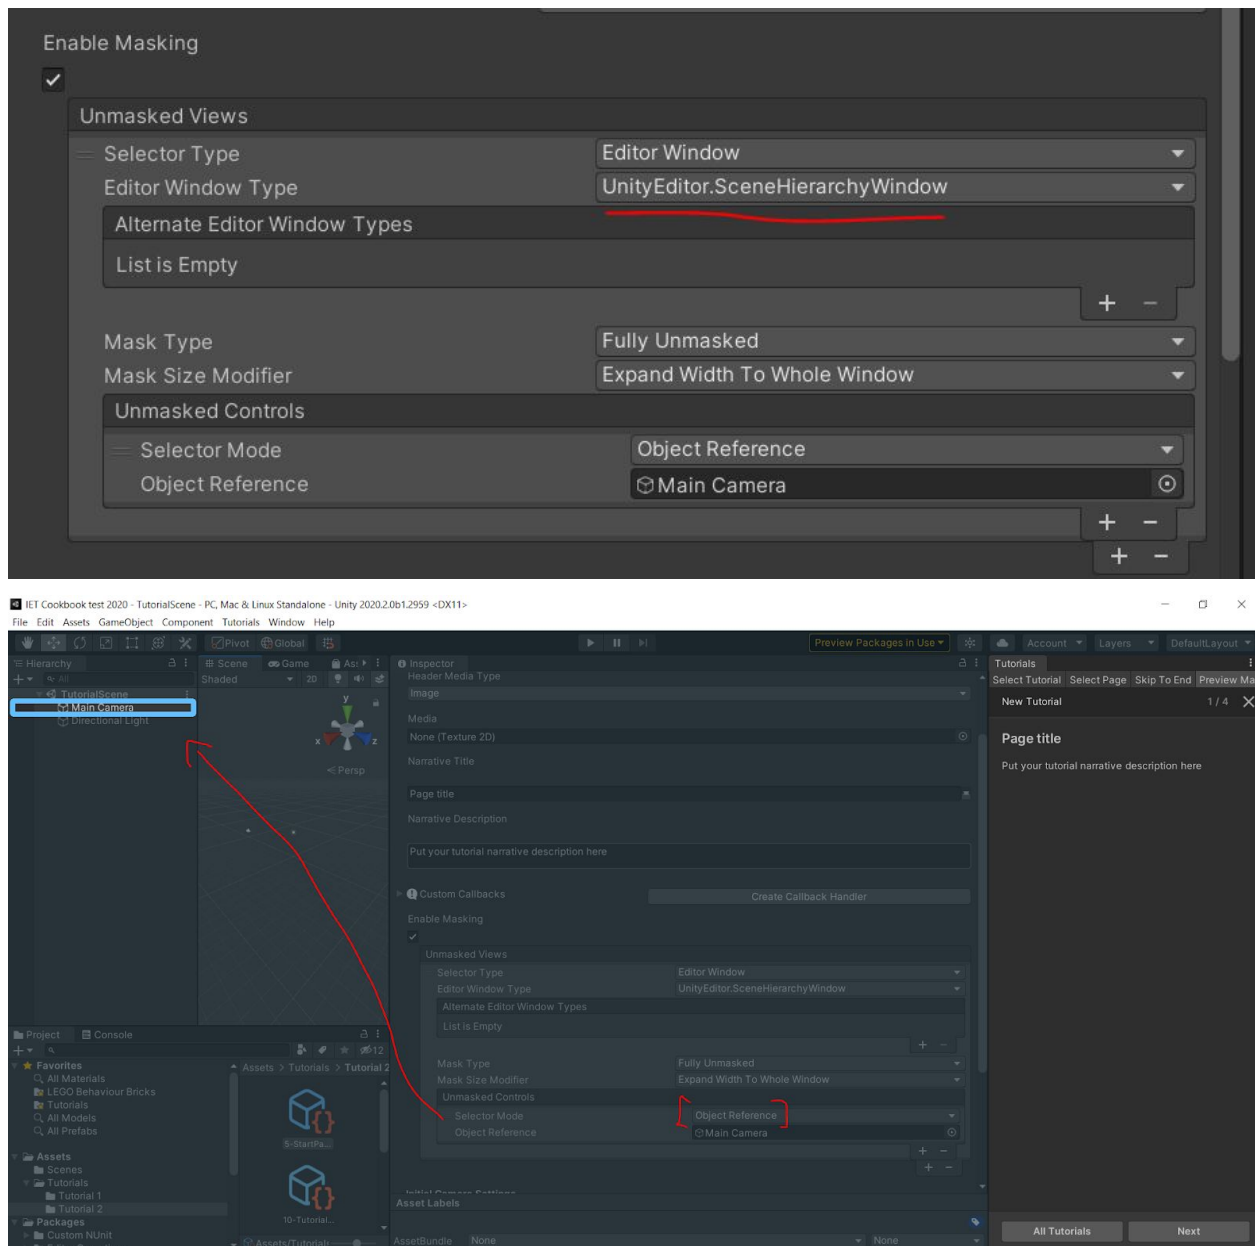 Enable Masking
Unmasked Views
Selector Type Editor Window
Editor Window Type UnityEditor.SceneHierarchyWindow
Alternate Editor Window Types
List is Empty
+ −
Mask Type Fully Unmasked
Mask Size Modifier Expand Width To Whole Window
Unmasked Controls
Selector Mode Object Reference
Object Reference Main Camera
+ −
+ −
IET Cookbook test 2020 - TutorialScene - PC, Mac & Linux Standalone - Unity 2020.2.0b1.2959 <DX11>
File Edit Assets GameObject Component Tutorials Window Help
Pivot Global Preview Packages in Use Account Layers DefaultLayout
Hierarchy Scene Game Inspector Tutorials
All Shaded 2D Header Media Type Select Tutorial Select Page Skip To End Preview Ma
TutorialScene Image
Main Camera New Tutorial 1 / 4
Directional Light y Media
None (Texture 2D) Page title
x z
Narrative Title
Persp Put your tutorial narrative description here
Page title
Narrative Description
Put your tutorial narrative description here
Custom Callbacks Create Callback Handler
Enable Masking
Unmasked Views
Selector Type Editor Window
Editor Window Type UnityEditor.SceneHierarchyWindow
Alternate Editor Window Types
List is Empty
+ −
Project Console
12
Favorites Assets > Tutorials > Tutorial 2
All Materials
LEGO Behaviour Bricks
Tutorials
All Models
All Prefabs
5-StartPa...
Assets
Scenes
Tutorials
Tutorial 1
Tutorial 2
10-Tutorial...
Packages
Custom NUnit
Assets/Tutorials
Mask Type Fully Unmasked
Mask Size Modifier Expand Width To Whole Window
Unmasked Controls
Selector Mode Object Reference
Object Reference Main Camera
+ −
+ −
Asset Labels
AssetBundle None None
All Tutorials Next